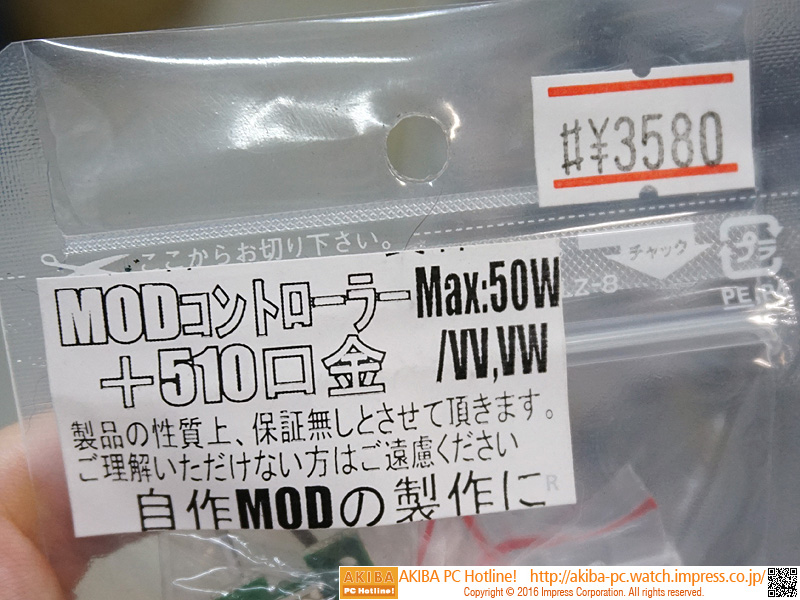 #¥3580
ここからお切り下さい。
チャック
プラ
MODコントローラー Max:50W
+510口金 /VV,VW
製品の性質上、保証無しとさせて頂きます。
ご理解いただけない方はご遠慮ください
自作MODの製作に
R
AKIBA PC Hotline! AKIBA PC Hotline! http://akiba-pc.watch.impress.co.jp/
Copyright © 2016 Impress Corporation. All rights reserved.